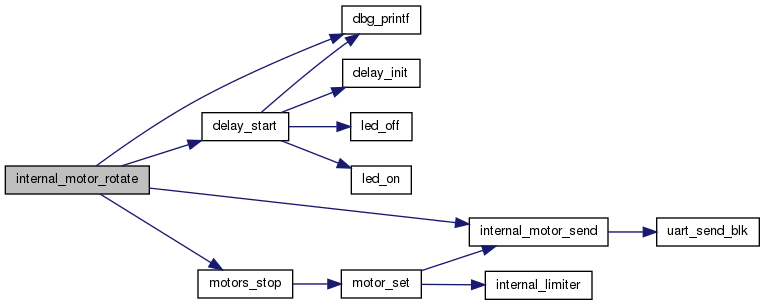 dbg_printf
delay_init
delay_start
led_off
led_on
internal_motor_rotate
internal_motor_send
uart_send_blk
motors_stop
motor_set
internal_limiter